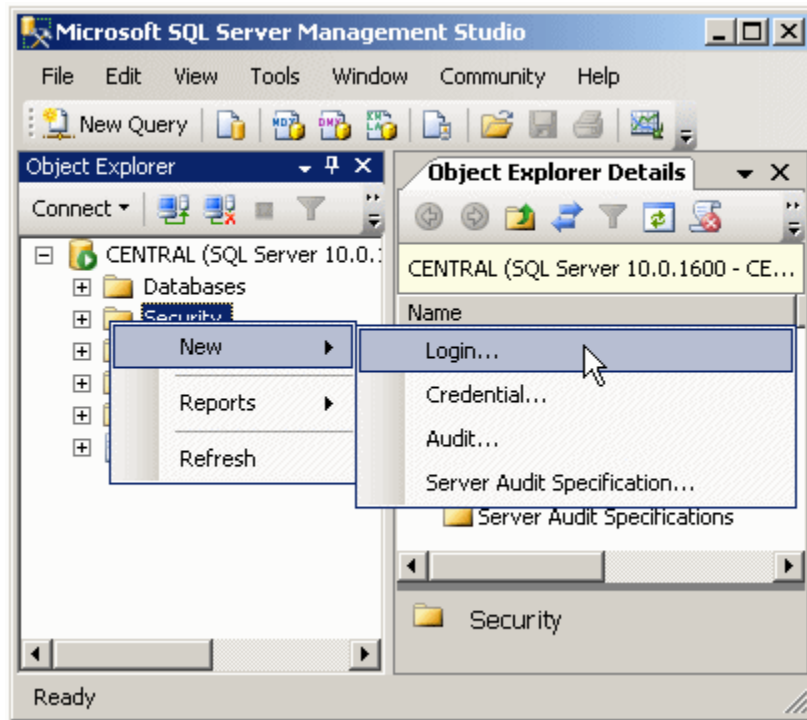 Microsoft SQL Server Management Studio
File Edit View Tools Window Community Help
New Query
Object Explorer
Object Explorer Details
Connect
CENTRAL (SQL Server 10.0.
CENTRAL (SQL Server 10.0.1600 - CE...
Databases
Security
Name
New
Reports
Refresh
Login...
Credential...
Audit...
Server Audit Specification...
Server Audit Specifications
Security
Ready